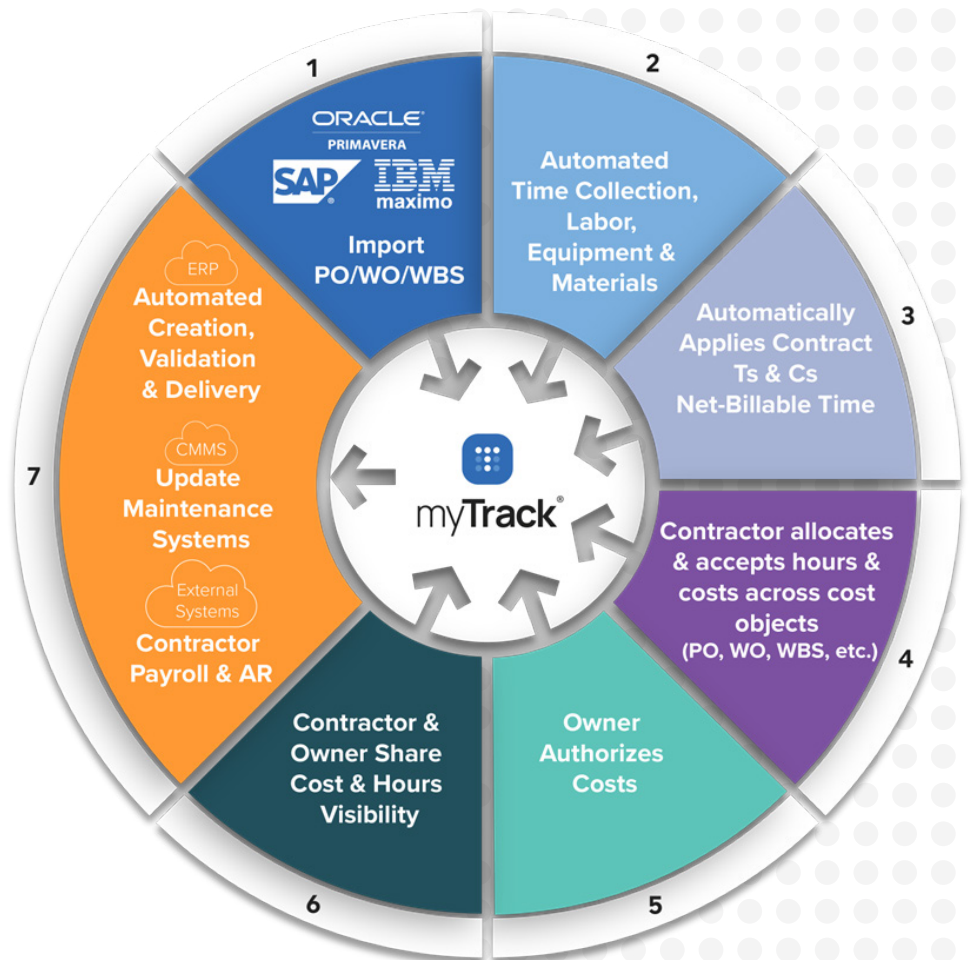 1
ORACLE®
PRIMAVERA
SAP®
IBM
maximo
Import
PO/WO/WBS
2
Automated
Time Collection,
Labor,
Equipment &
Materials
3
Automatically
Applies Contract
Ts & Cs
Net-Billable Time
4
Contractor allocates
& accepts hours &
costs across cost
objects
(PO, WO, WBS, etc.)
5
Owner
Authorizes
Costs
6
Contractor &
Owner Share
Cost & Hours
Visibility
7
ERP
Automated
Creation,
Validation
& Delivery
CMMS
Update
Maintenance
Systems
External
Systems
Contractor
Payroll & AR
myTrack®